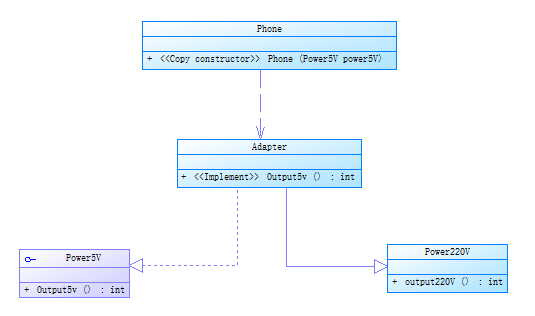 Phone
+ <<Copy constructor>> Phone (Power5V power5V)
Adapter
+ <<Implement>> Output5v () : int
Power5V
+ Output5v () : int
Power220V
+ output220V () : int